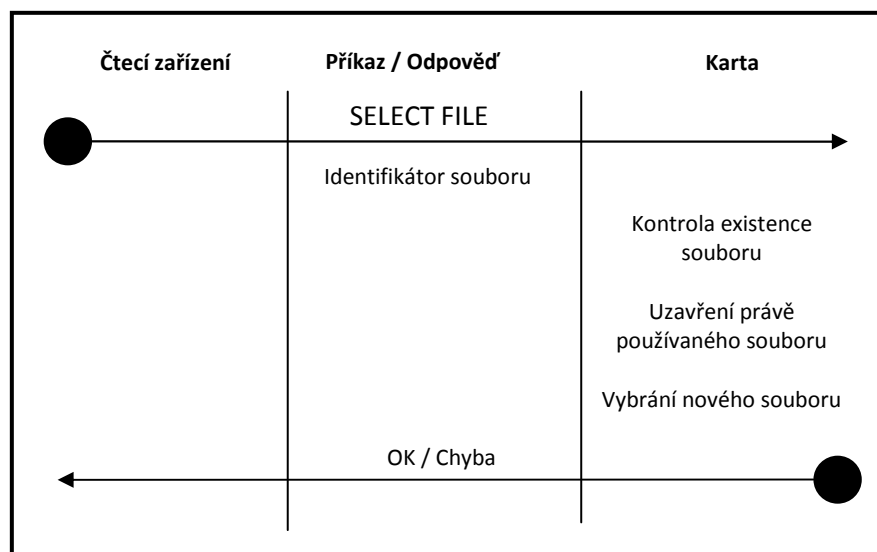 Čtecí zařízení
Příkaz / Odpověď
Karta
SELECT FILE
Identifikátor souboru
Kontrola existence
souboru
Uzavření právě
používaného souboru
Vybrání nového souboru
OK / Chyba